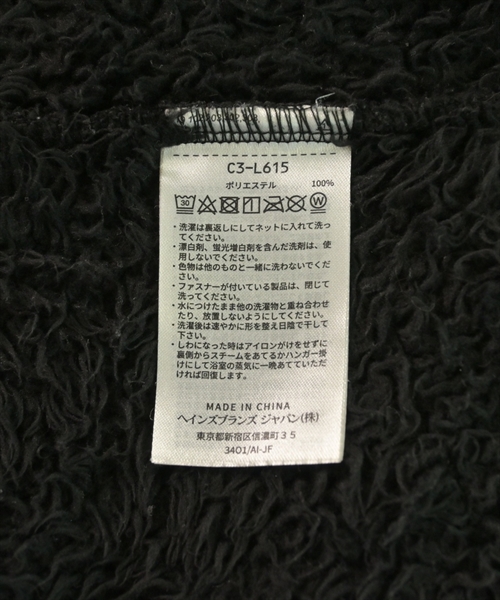 C3-L615
ポリエステル 100%
30
W
・洗濯は裏返しにしてネットに入れて洗っ
てください。
・漂白剤、蛍光増白剤を含んだ洗剤は、使
用しないでください。
・色物は他のものと一緒に洗わないでくだ
さい。
・ファスナーが付いている製品は、閉じて
洗ってください。
・水につけたまま他の洗濯物と重ね合わせ
たり、放置しないようにしてください。
・洗濯後は速やかに形を整え日陰で干して
下さい。
・しわになった時はアイロンがけをせずに
裏側からスチームをあてるかハンガー掛
けにして浴室の蒸気に一晩あてていただ
ければ回復します。
MADE IN CHINA
ヘインズブランズ ジャパン(株)
東京都新宿区信濃町３５
3401/AI-JF